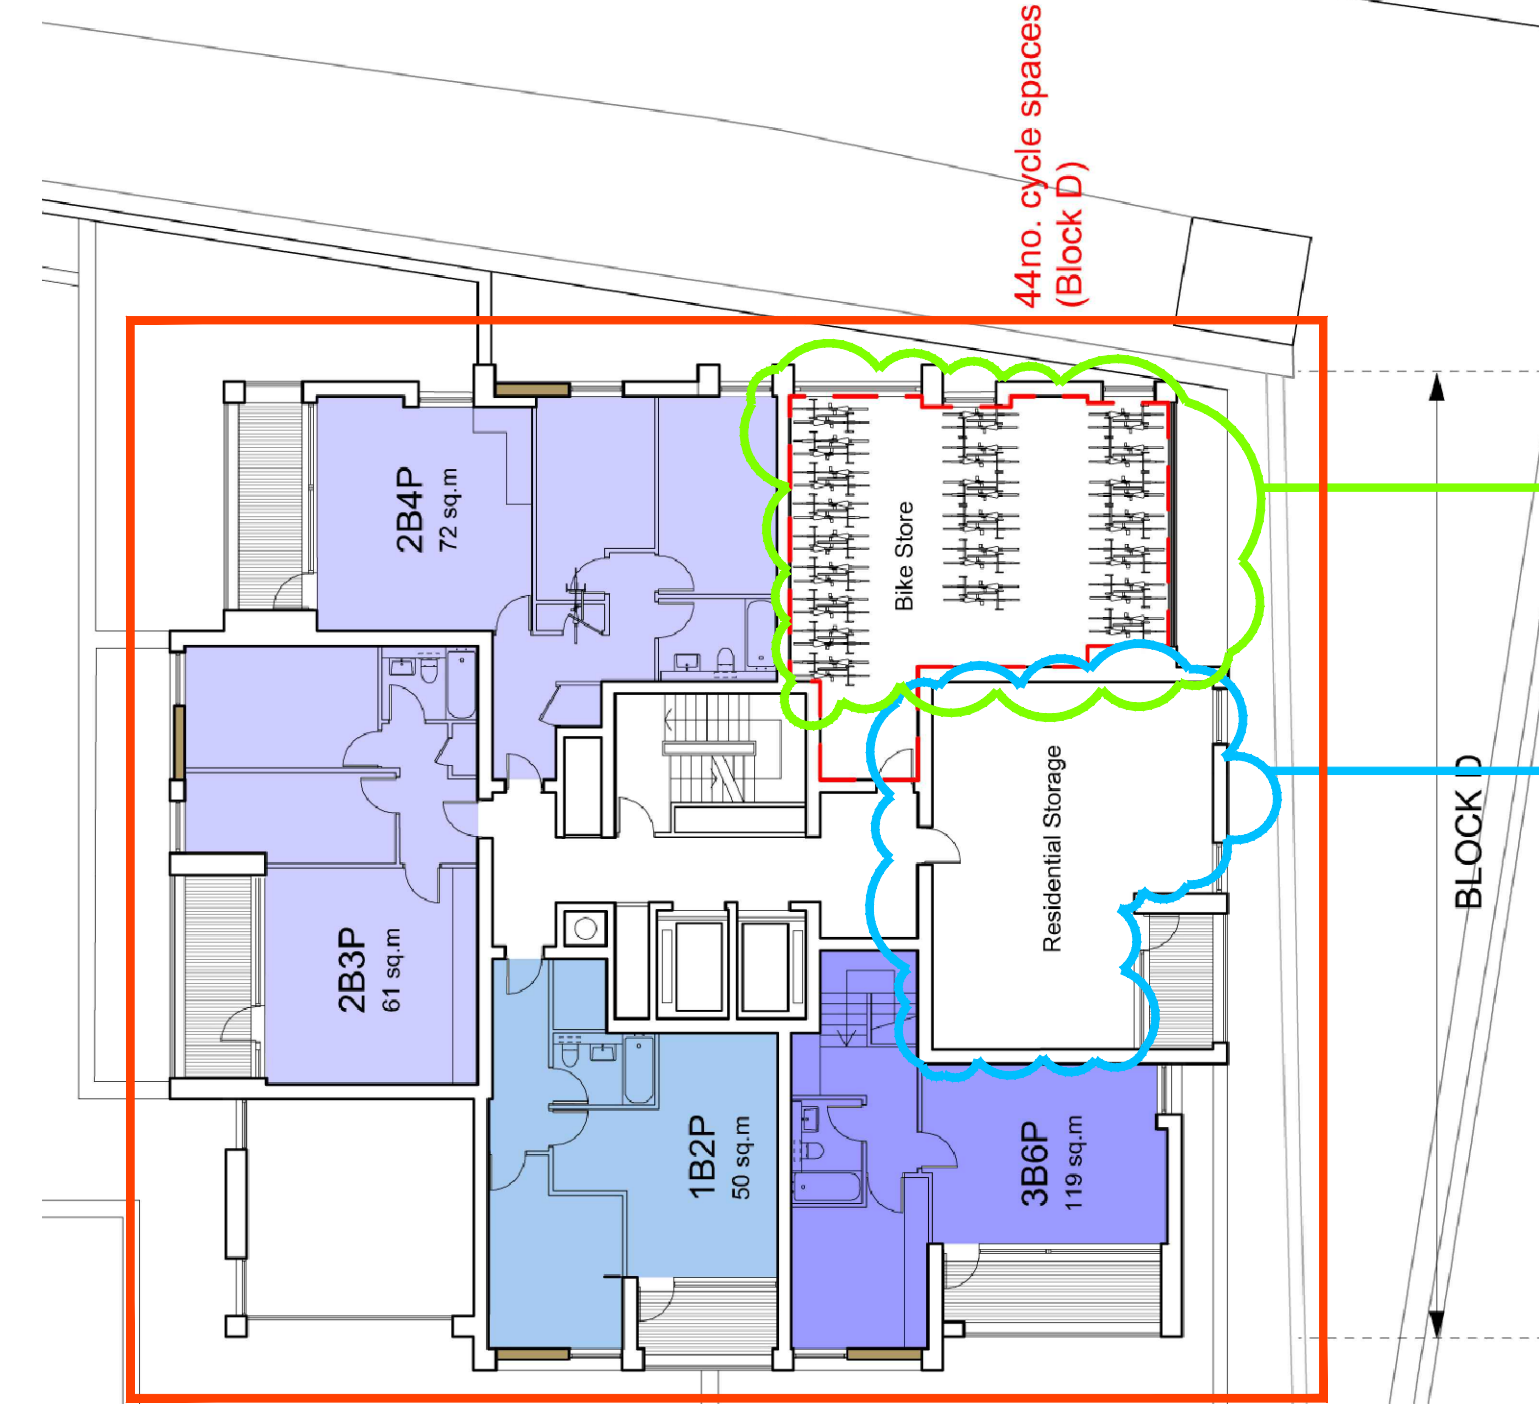 44no. cycle spaces
(Block D)
2B4P
72 sq.m
Bike Store
2B3P
61 sq.m
Residential Storage
BLOCK D
1B2P
50 sq.m
3B6P
119 sq.m